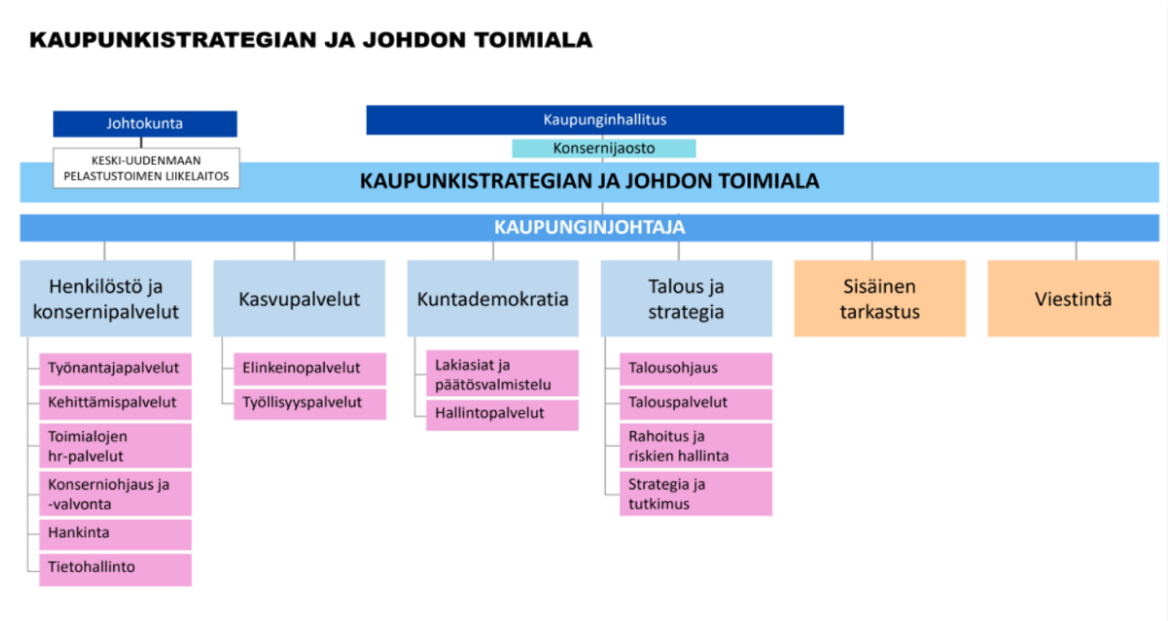 KAUPUNKISTRATEGIAN JA JOHDON TOIMIALA
Johtokunta
KESKI-UUDENMAAN
PELASTUSTOIMEN LIIKELAITOS
Kaupunginhallitus
Konsernijaosto
KAUPUNKISTRATEGIAN JA JOHDON TOIMIALA
KAUPUNGINJOHTAJA
Henkilöstö ja
konsernipalvelut
Työnantajapalvelut
Kehittämispalvelut
Toimialojen
hr-palvelut
Konserniohjaus ja
-valvonta
Hankinta
Tietohallinto
Kasvupalvelut
Elinkeinopalvelut
Työllisyyspalvelut
Kuntademokratia
Lakiasiat ja
päätösvalmistelu
Hallintopalvelut
Talous ja
strategia
Talousohjaus
Talouspalvelut
Rahoitus ja
riskien hallinta
Strategia ja
tutkimus
Sisäinen
tarkastus
Viestintä